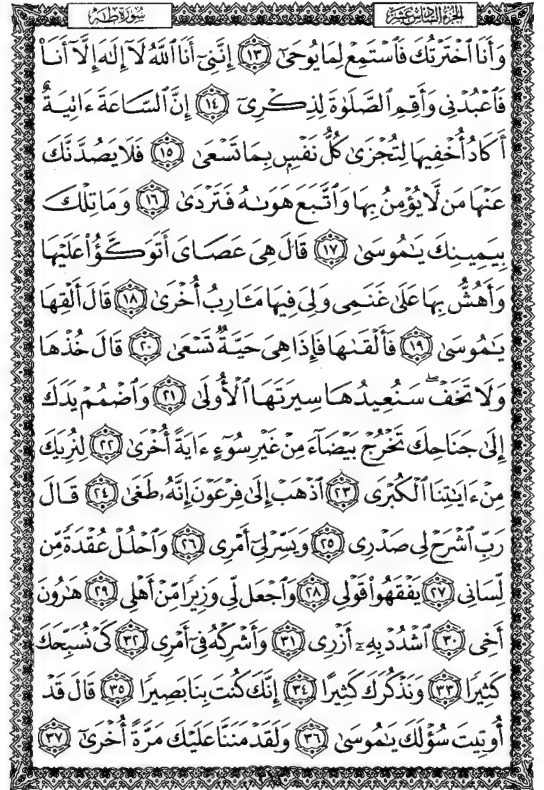 الجزء السادس عشر
سورة طه
وَأَنَا ٱخْتَرْتُكَ فَٱسْتَمِعْ لِمَا يُوحَىٰٓ ١٣ إِنَّنِىٓ أَنَا ٱللَّهُ لَآ إِلَٰهَ إِلَّآ أَنَا۠
فَٱعْبُدْنِى وَأَقِمِ ٱلصَّلَوٰةَ لِذِكْرِىٓ ١٤ إِنَّ ٱلسَّاعَةَ ءَاتِيَةٌ
أَكَادُ أُخْفِيهَا لِتُجْزَىٰ كُلُّ نَفْسٍۭ بِمَا تَسْعَىٰ ١٥ فَلَا يَصُدَّنَّكَ
عَنْهَا مَن لَّا يُؤْمِنُ بِهَا وَٱتَّبَعَ هَوَىٰهُ فَتَرْدَىٰ ١٦ وَمَا تِلْكَ
بِيَمِينِكَ يَٰمُوسَىٰ ١٧ قَالَ هِىَ عَصَاىَ أَتَوَكَّؤُا۟ عَلَيْهَا
وَأَهُشُّ بِهَا عَلَىٰ غَنَمِى وَلِىَ فِيهَا مَـَٔارِبُ أُخْرَىٰ ١٨ قَالَ أَلْقِهَا
يَٰمُوسَىٰ ١٩ فَأَلْقَىٰهَا فَإِذَا هِىَ حَيَّةٌ تَسْعَىٰ ٢٠ قَالَ خُذْهَا
وَلَا تَخَفْ ۖ سَنُعِيدُهَا سِيرَتَهَا ٱلْأُولَىٰ ٢١ وَٱضْمُمْ يَدَكَ
إِلَىٰ جَنَاحِكَ تَخْرُجْ بَيْضَآءَ مِنْ غَيْرِ سُوٓءٍ ءَايَةً أُخْرَىٰ ٢٢ لِنُرِيَكَ
مِنْ ءَايَٰتِنَا ٱلْكُبْرَى ٢٣ ٱذْهَبْ إِلَىٰ فِرْعَوْنَ إِنَّهُۥ طَغَىٰ ٢٤ قَالَ
رَبِّ ٱشْرَحْ لِى صَدْرِى ٢٥ وَيَسِّرْ لِىٓ أَمْرِى ٢٦ وَٱحْلُلْ عُقْدَةً مِّن
لِّسَانِى ٢٧ يَفْقَهُوا۟ قَوْلِى ٢٨ وَٱجْعَل لِّى وَزِيرًا مِّنْ أَهْلِى ٢٩ هَٰرُونَ
أَخِى ٣٠ ٱشْدُدْ بِهِۦٓ أَزْرِى ٣١ وَأَشْرِكْهُ فِىٓ أَمْرِى ٣٢ كَىْ نُسَبِّحَكَ
كَثِيرًا ٣٣ وَنَذْكُرَكَ كَثِيرًا ٣٤ إِنَّكَ كُنتَ بِنَا بَصِيرًا ٣٥ قَالَ قَدْ
أُوتِيتَ سُؤْلَكَ يَٰمُوسَىٰ ٣٦ وَلَقَدْ مَنَنَّا عَلَيْكَ مَرَّةً أُخْرَىٰٓ ٣٧